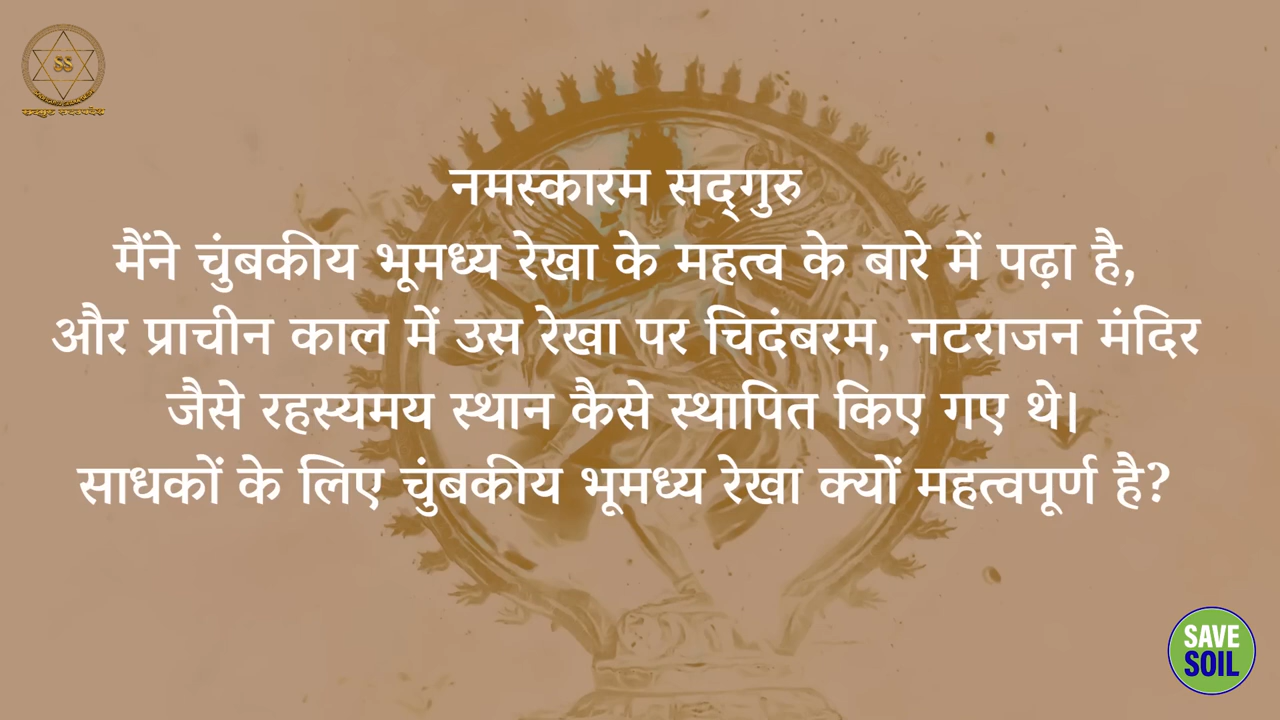 SS
नमस्कारम सद्गुरु
मैंने चुंबकीय भूमध्य रेखा के महत्व के बारे में पढ़ा है,
और प्राचीन काल में उस रेखा पर चिदंबरम, नटराजन मंदिर
जैसे रहस्यमय स्थान कैसे स्थापित किए गए थे।
साधकों के लिए चुंबकीय भूमध्य रेखा क्यों महत्वपूर्ण है?
SAVE
SOIL